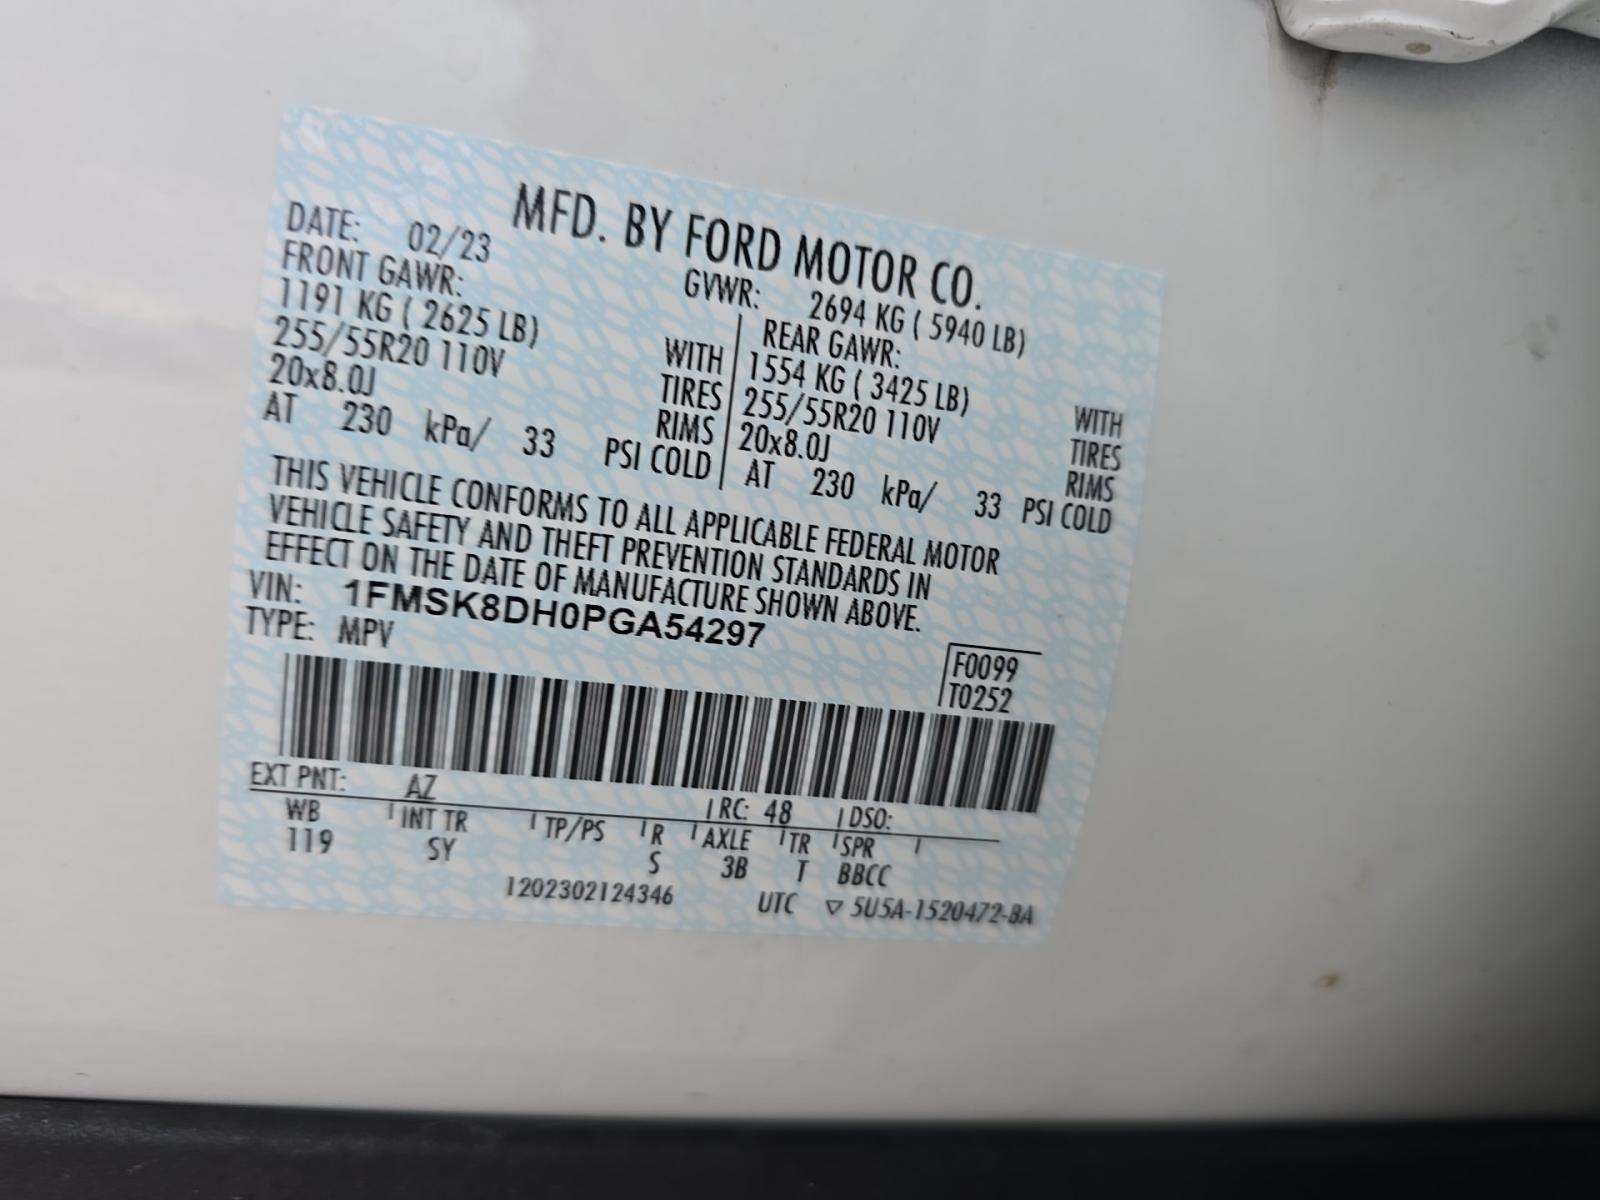 MFD. BY FORD MOTOR CO.
DATE: 02/23 GVWR: 2694 KG ( 5940 LB)
FRONT GAWR: REAR GAWR:
1191 KG ( 2625 LB) WITH 1554 KG ( 3425 LB) WITH
255/55R20 110V TIRES 255/55R20 110V TIRES
20x8.0J RIMS 20x8.0J RIMS
AT 230 kPa/ 33 PSI COLD AT 230 kPa/ 33 PSI COLD
THIS VEHICLE CONFORMS TO ALL APPLICABLE FEDERAL MOTOR
VEHICLE SAFETY AND THEFT PREVENTION STANDARDS IN
EFFECT ON THE DATE OF MANUFACTURE SHOWN ABOVE.
VIN: 1FMSK8DH0PGA54297
TYPE: MPV
F0099
T0252
EXT PNT: AZ RC: 48 DSO:
WB INT TR TP/PS R AXLE TR SPR
119 SY S 3B T BBCC
1202302124346 UTC ▽ 5U5A-1520472-BA